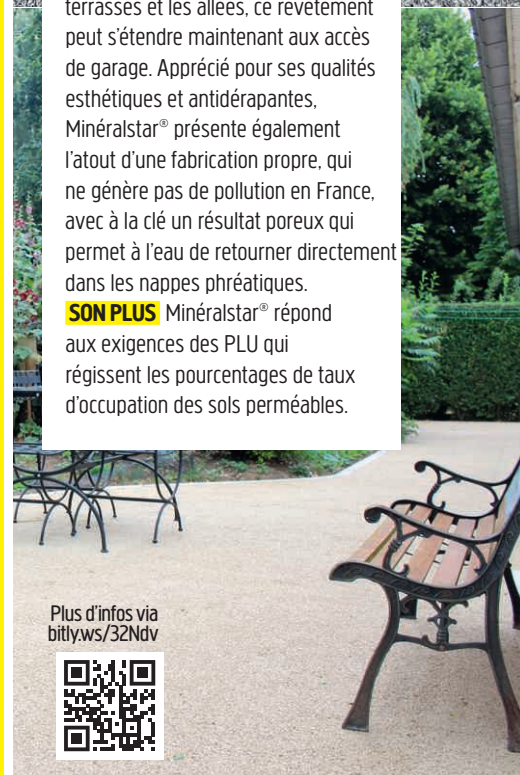 terrasses et les allées, ce revêtement
peut s'étendre maintenant aux accès
de garage. Apprécié pour ses qualités
esthétiques et antidérapantes,
Minéralstar® présente également
l'atout d'une fabrication propre, qui
ne génère pas de pollution en France,
avec à la clé un résultat poreux qui
permet à l'eau de retourner directement
dans les nappes phréatiques.
SON PLUS Minéralstar® répond
aux exigences des PLU qui
régissent les pourcentages de taux
d'occupation des sols perméables.
Plus d'infos via
bitly.ws/32Ndv